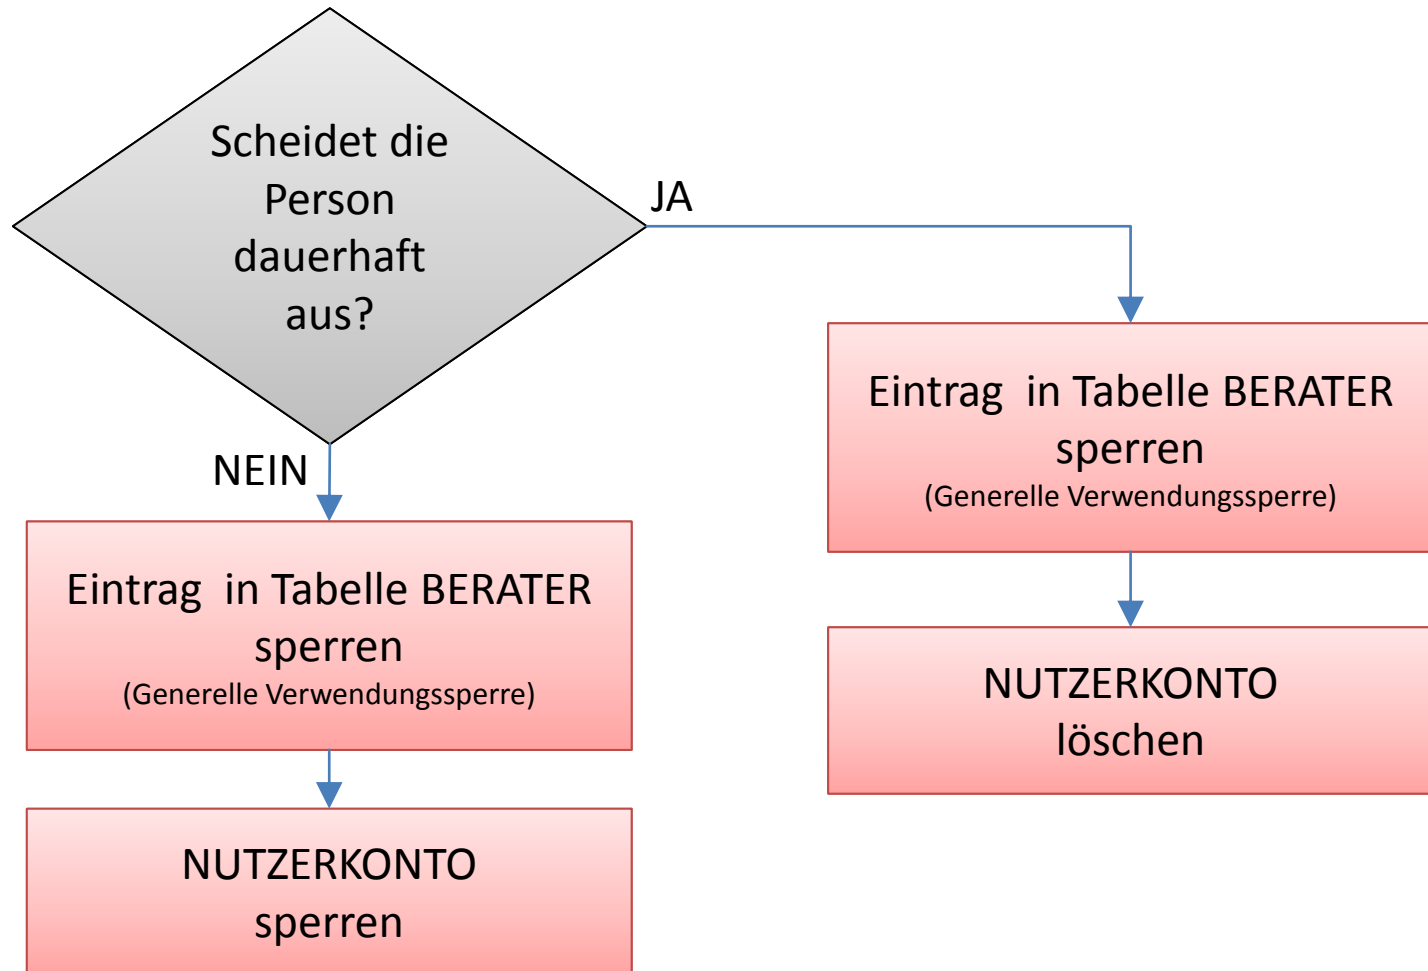 Scheidet die
Person
dauerhaft
aus?
JA
NEIN
Eintrag  in Tabelle BERATER
sperren
(Generelle Verwendungssperre)
NUTZERKONTO
löschen
Eintrag  in Tabelle BERATER
sperren
(Generelle Verwendungssperre)
NUTZERKONTO
sperren